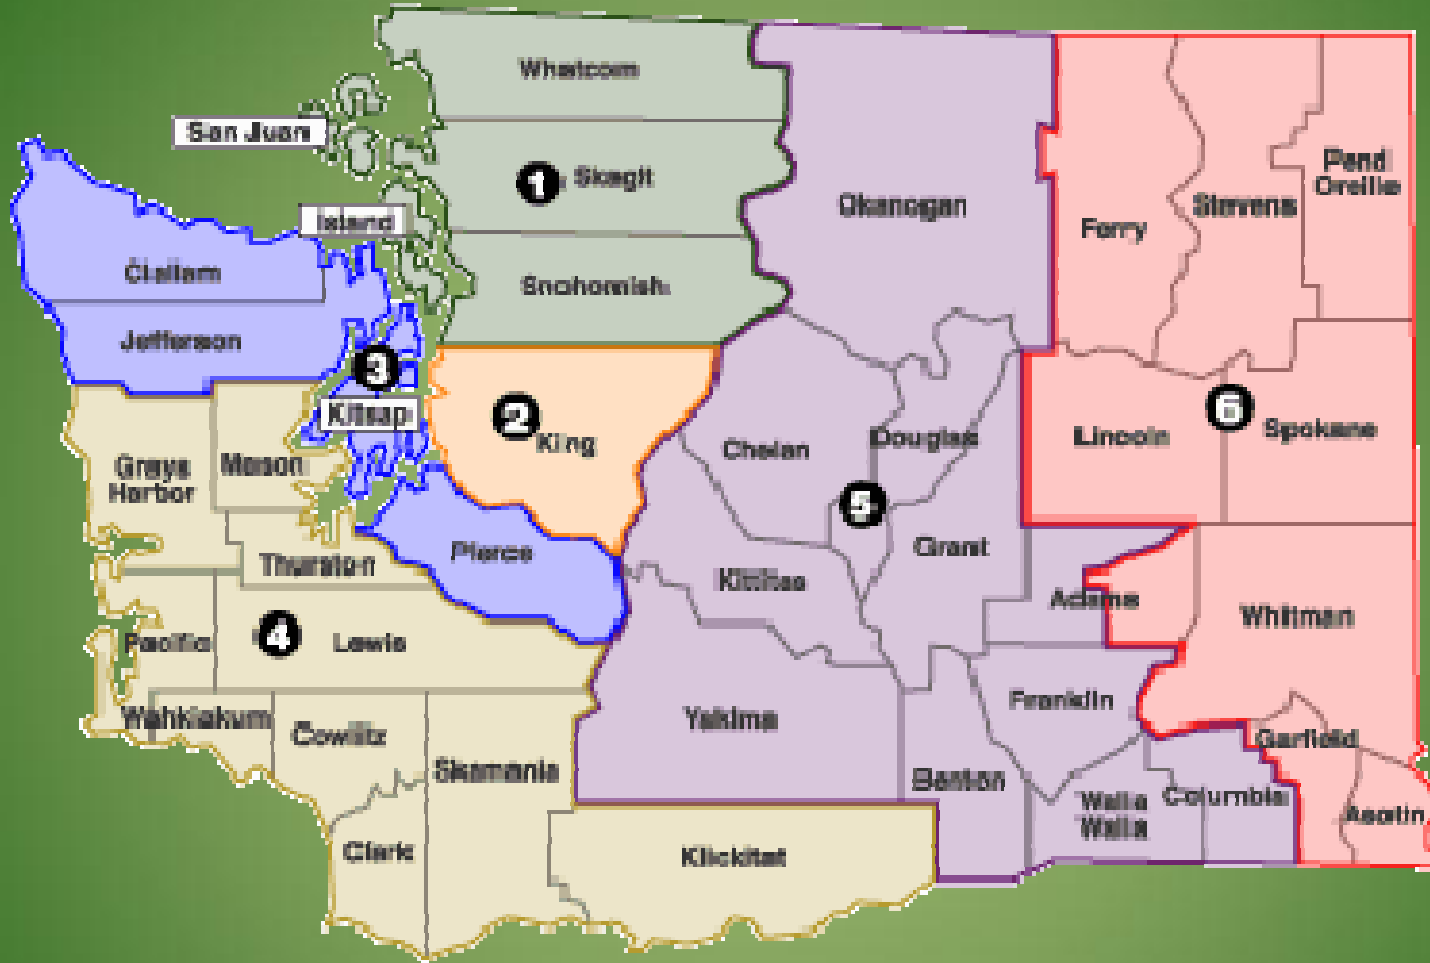 Whatcom
San Juan
1 Skagit
Pend
Oreille
Okanogan
Stevens
Island
Ferry
Clallam
Snohomish
Jefferson
3
Kitsap
2 King
6
Lincoln
Spokane
Chelan
Douglas
Grays
Harbor
Mason
5
Pierce
Grant
Thurston
Kittitas
Adams
Whitman
4 Lewis
Pacific
Franklin
Wahkiakum
Cowlitz
Yakima
Garfield
Skamania
Benton
Walla
Walla
Columbia
Asotin
Clark
Klickitat